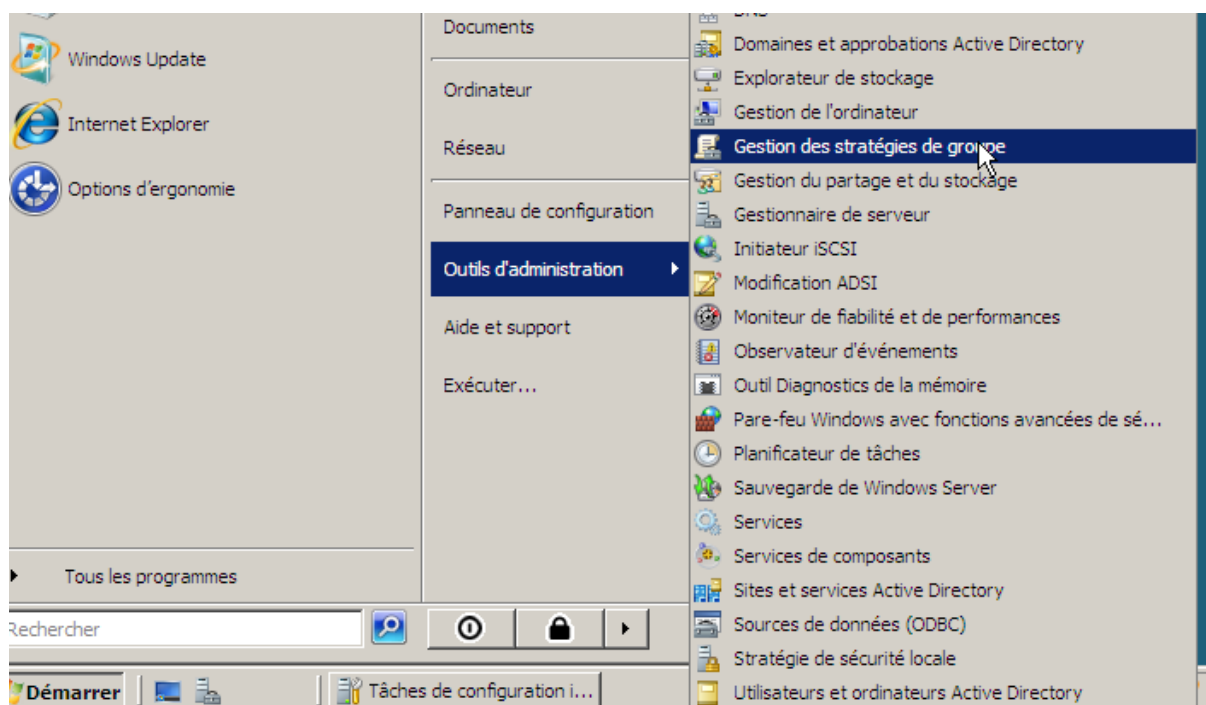 Windows Update
Internet Explorer
Options d’ergonomie
Tous les programmes
Rechercher
Documents
Ordinateur
Réseau
Panneau de configuration
Outils d'administration
Aide et support
Exécuter...
DNS
Domaines et approbations Active Directory
Explorateur de stockage
Gestion de l'ordinateur
Gestion des stratégies de groupe
Gestion du partage et du stockage
Gestionnaire de serveur
Initiateur iSCSI
Modification ADSI
Moniteur de fiabilité et de performances
Observateur d'événements
Outil Diagnostics de la mémoire
Pare-feu Windows avec fonctions avancées de sé...
Planificateur de tâches
Sauvegarde de Windows Server
Services
Services de composants
Sites et services Active Directory
Sources de données (ODBC)
Stratégie de sécurité locale
Utilisateurs et ordinateurs Active Directory
Démarrer
Tâches de configuration i...